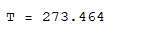 T = 273.464